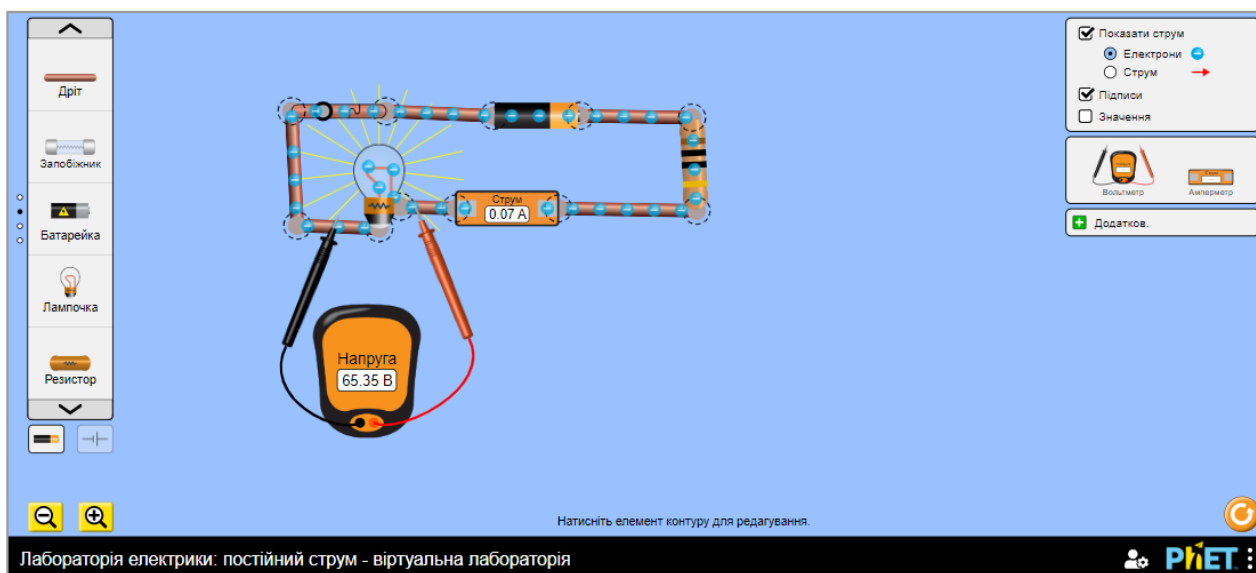 Дріт
Запобіжник
Батарейка
Лампочка
Резистор
Струм
0.07 А
Напруга
65.35 В
Показати струм
Електрони
Струм
Підписи
Значення
Вольтметр
Амперметр
Додатков.
Натисніть елемент контуру для редагування.
Лабораторія електрики: постійний струм - віртуальна лабораторія
PhET